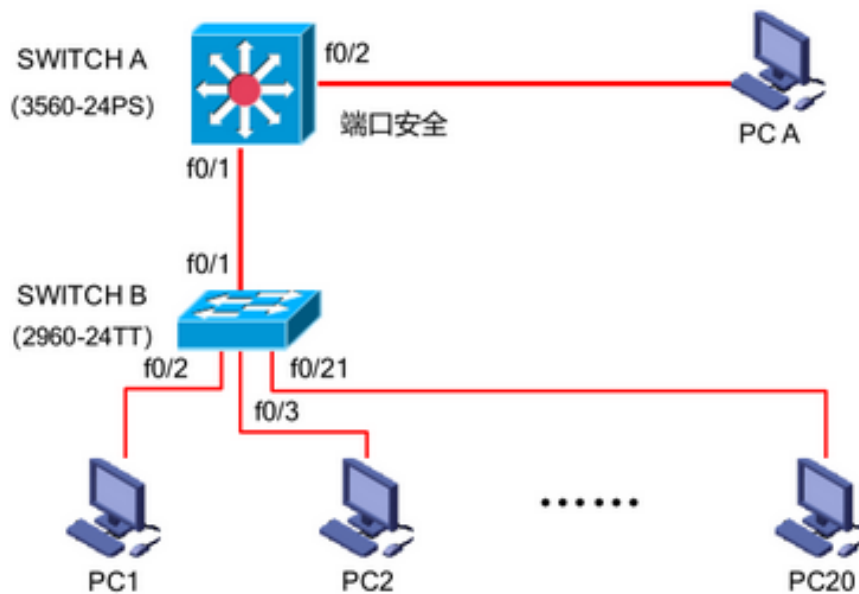 SWITCH A
(3560-24PS)
f0/2
端口安全
PC A
f0/1
f0/1
SWITCH B
(2960-24TT)
f0/2
f0/21
f0/3
PC1
PC2
......
PC20